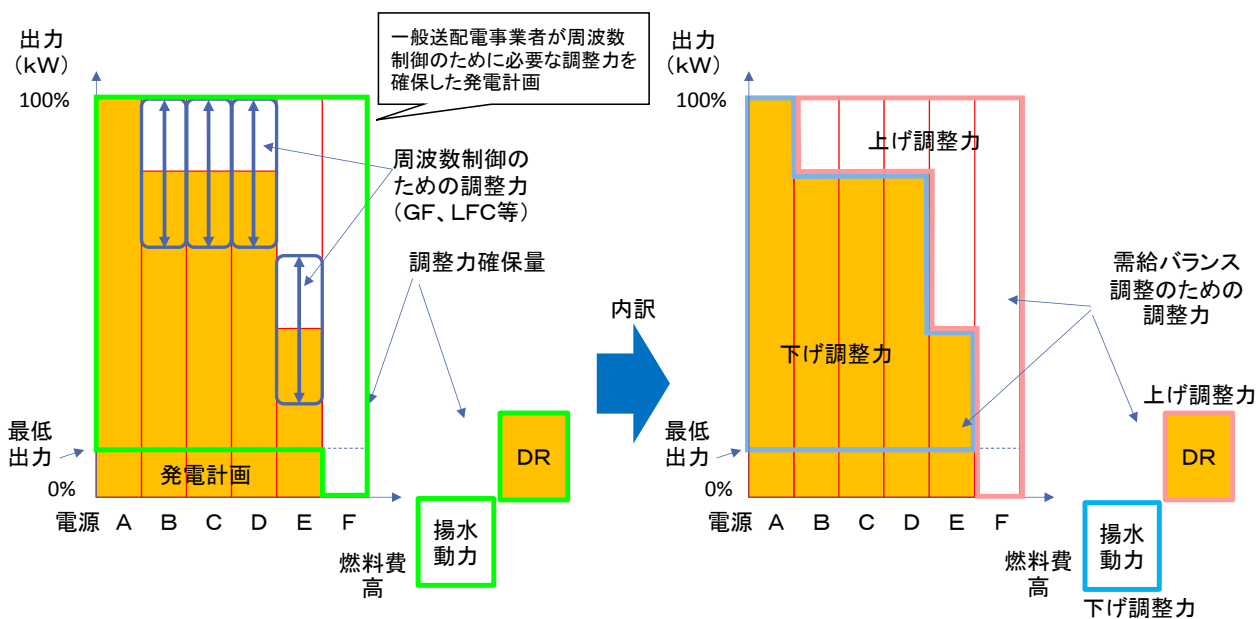 出力
（kW）
100%
一般送配電事業者が周波数
制御のために必要な調整力を
確保した発電計画
周波数制御の
ための調整力
（GF、LFC等）
調整力確保量
最低
出力
発電計画
0%
電源 A B C D E F
燃料費
高
DR
揚水
動力
内訳
出力
（kW）
100%
上げ調整力
下げ調整力
需給バランス
調整のための
調整力
最低
出力
0%
電源 A B C D E F
燃料費
高
上げ調整力
DR
揚水
動力
下げ調整力